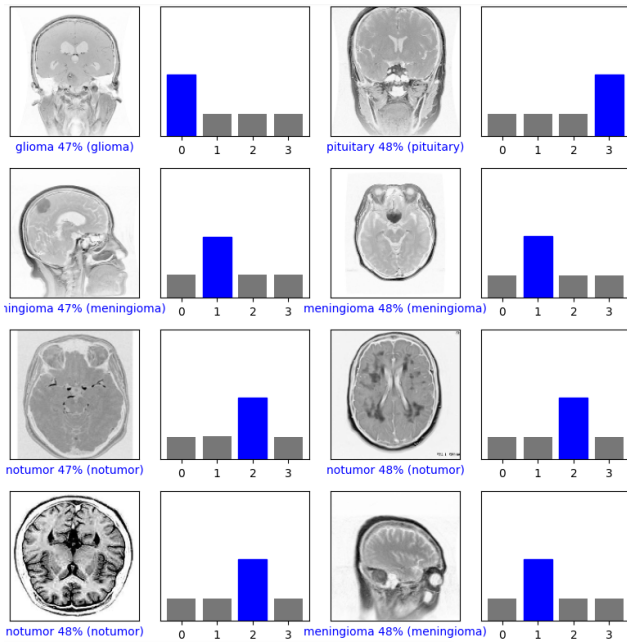 glioma 47% (glioma)
0 1 2 3
pituitary 48% (pituitary)
0 1 2 3
ningioma 47% (meningioma)
0 1 2 3
meningioma 48% (meningioma)
0 1 2 3
notumor 47% (notumor)
0 1 2 3
notumor 48% (notumor)
0 1 2 3
notumor 48% (notumor)
0 1 2 3
meningioma 48% (meningioma)
0 1 2 3